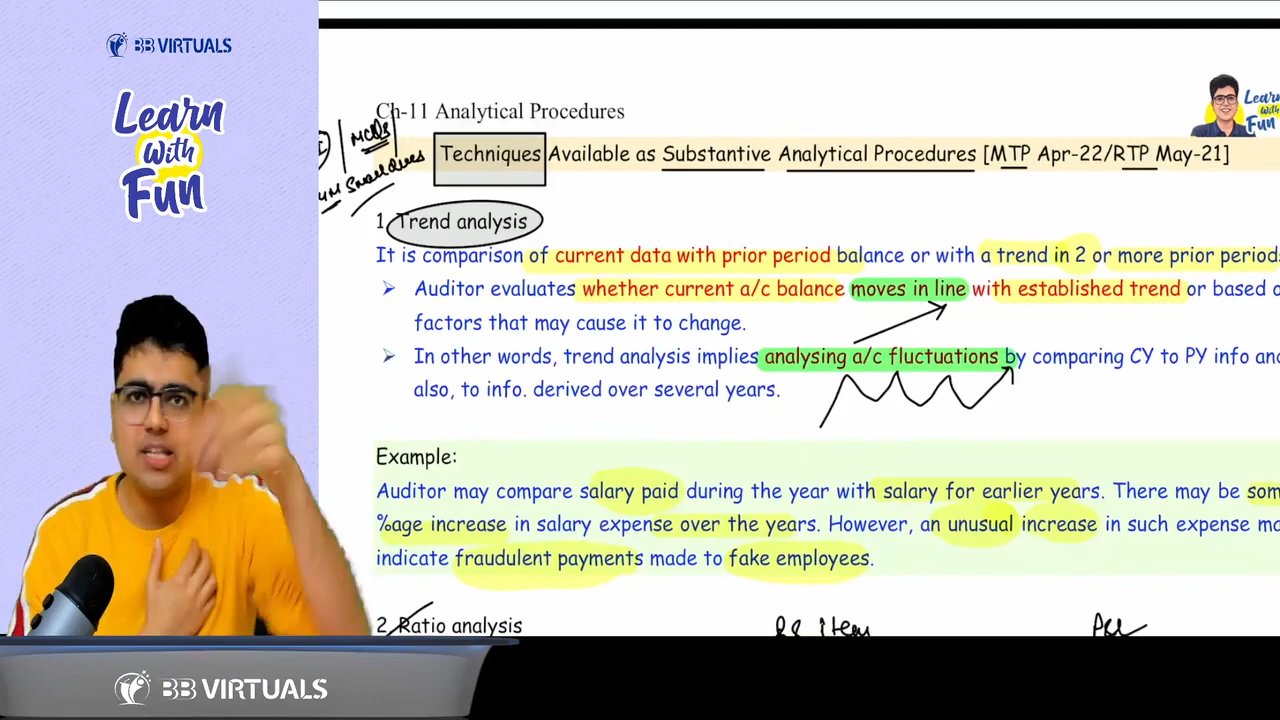 BB VIRTUALS
Learn
With
Fun
Ch-11 Analytical Procedures
Learn
With
Fun
MCQs
4M Small Ques
Techniques Available as Substantive Analytical Procedures [MTP Apr-22/RTP May-21]
1 Trend analysis
It is comparison of current data with prior period balance or with a trend in 2 or more prior periods
➢ Auditor evaluates whether current a/c balance moves in line with established trend or based o
factors that may cause it to change.
➢ In other words, trend analysis implies analysing a/c fluctuations by comparing CY to PY info and
also, to info. derived over several years.
Example:
Auditor may compare salary paid during the year with salary for earlier years. There may be som
%age increase in salary expense over the years. However, an unusual increase in such expense ma
indicate fraudulent payments made to fake employees.
2 Ratio analysis
BB VIRTUALS